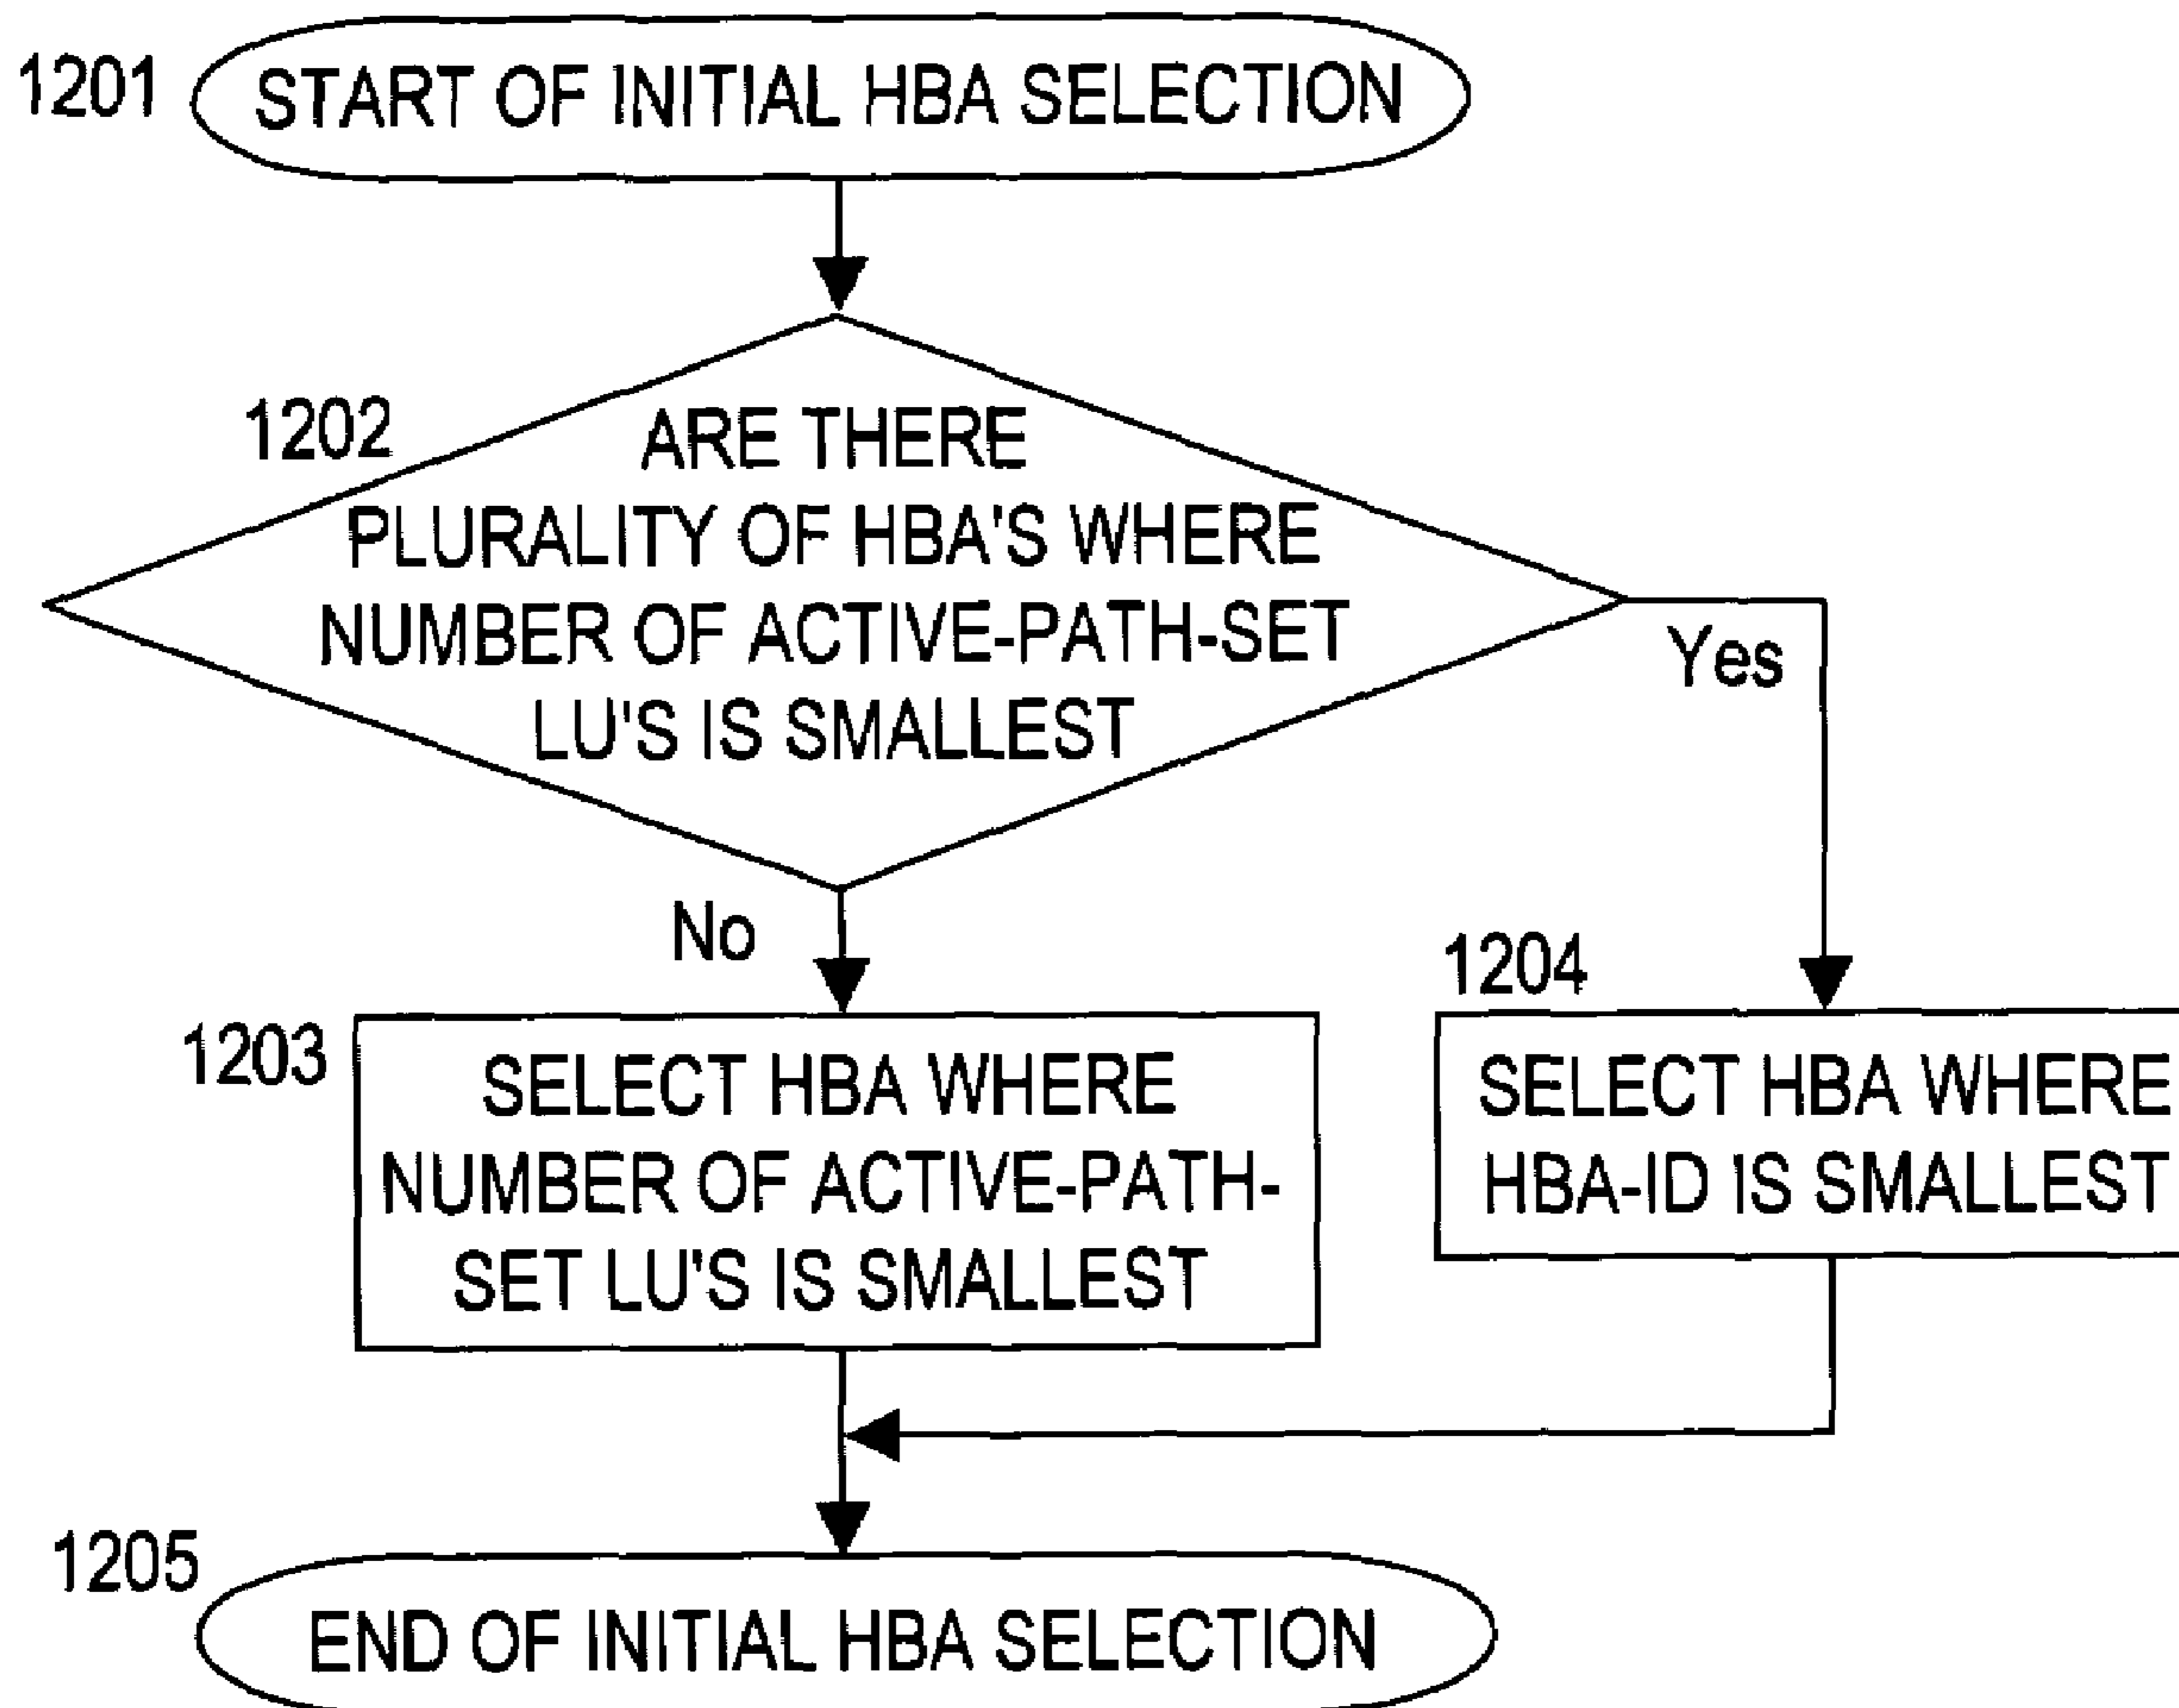 1201
START OF INITIAL HBA SELECTION
1202
ARE THERE
PLURALITY OF HBA'S WHERE
NUMBER OF ACTIVE-PATH-SET
LU'S IS SMALLEST
Yes
No
1203
SELECT HBA WHERE
NUMBER OF ACTIVE-PATH-
SET LU'S IS SMALLEST
1204
SELECT HBA WHERE
HBA-ID IS SMALLEST
1205
END OF INITIAL HBA SELECTION